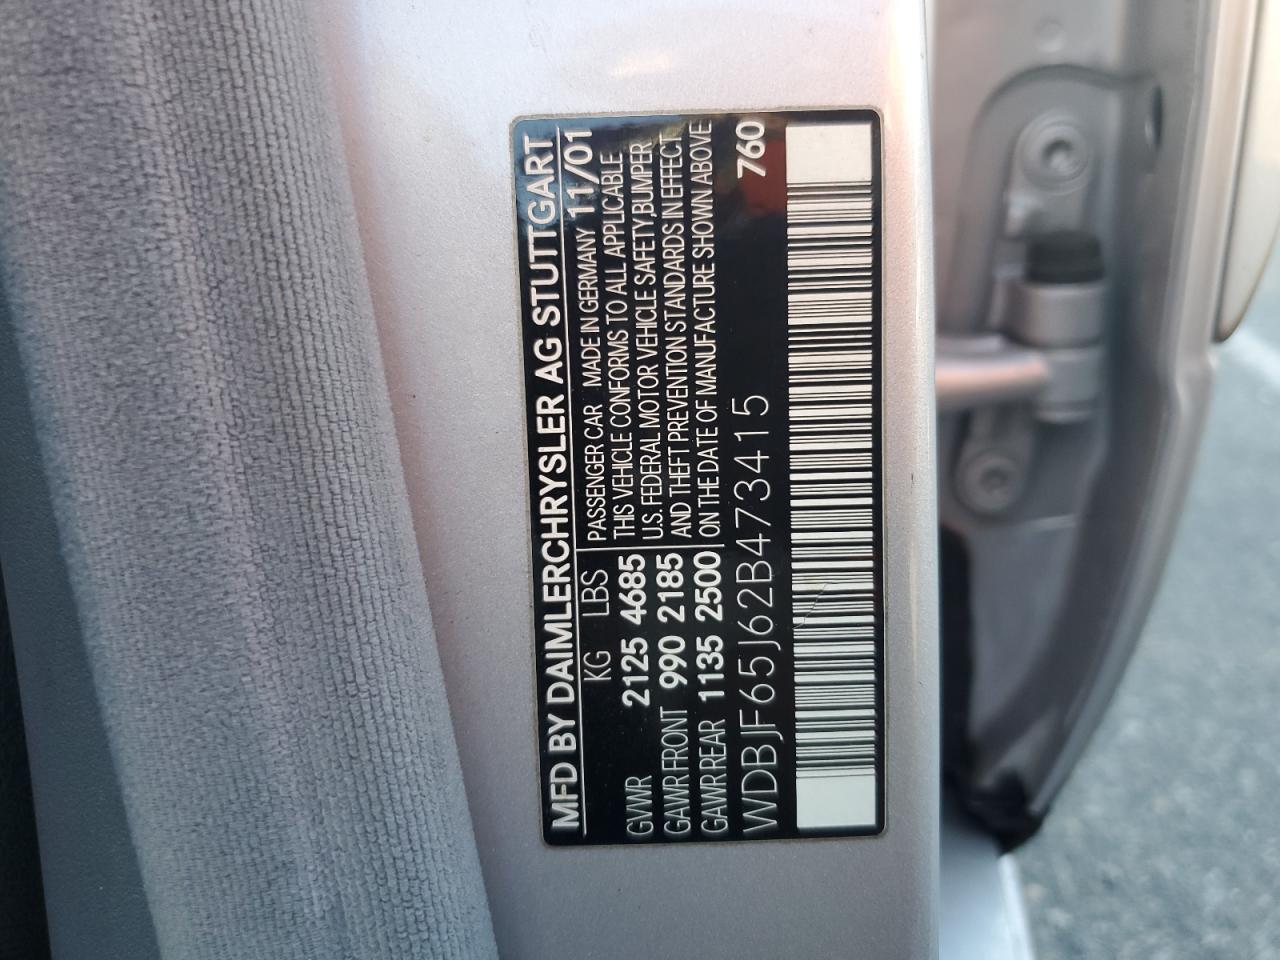 MFD BY DAIMLERCHRYSLER AG STUTTGART
KG LBS PASSENGER CAR MADE IN GERMANY 11/01
GVWR 2125 4685 THIS VEHICLE CONFORMS TO ALL APPLICABLE
U.S. FEDERAL MOTOR VEHICLE SAFETY,BUMPER
GAWR FRONT 990 2185 AND THEFT PREVENTION STANDARDS IN EFFECT
GAWR REAR 1135 2500 ON THE DATE OF MANUFACTURE SHOWN ABOVE
WDBJF65J62B473415 760